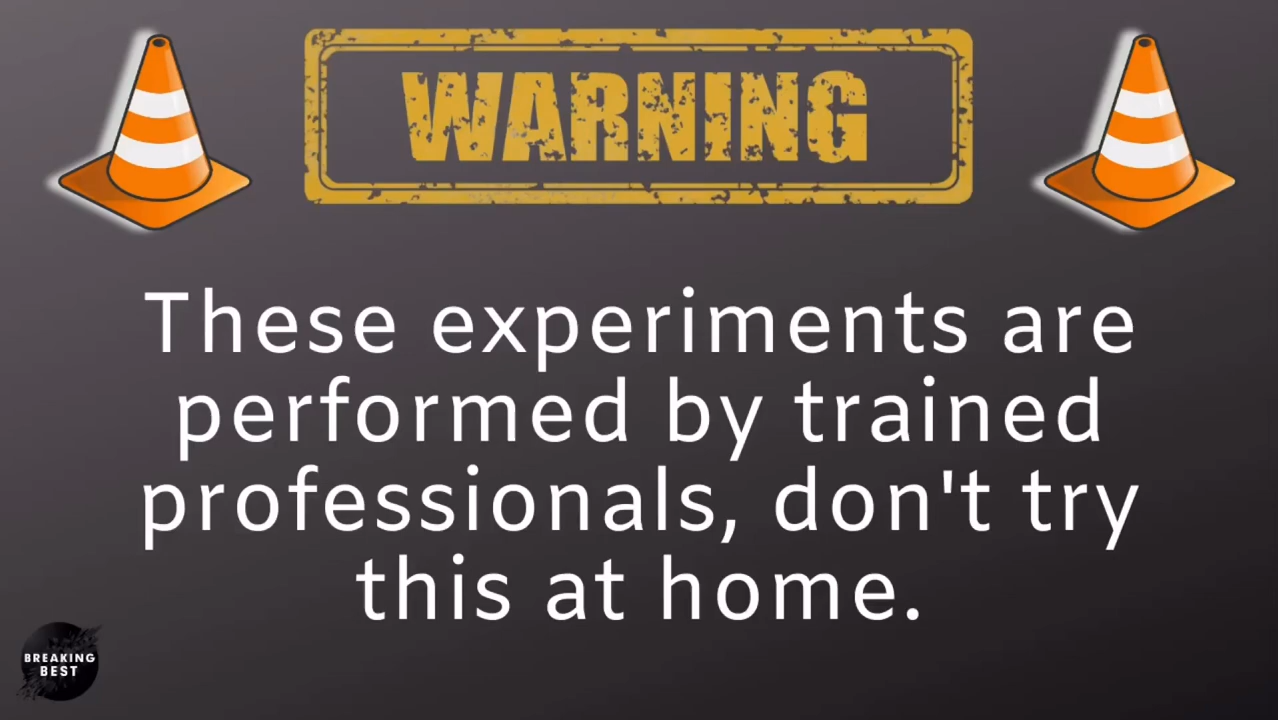 WARNING
These experiments are
performed by trained
professionals, don't try
this at home.
BREAKING
BEST